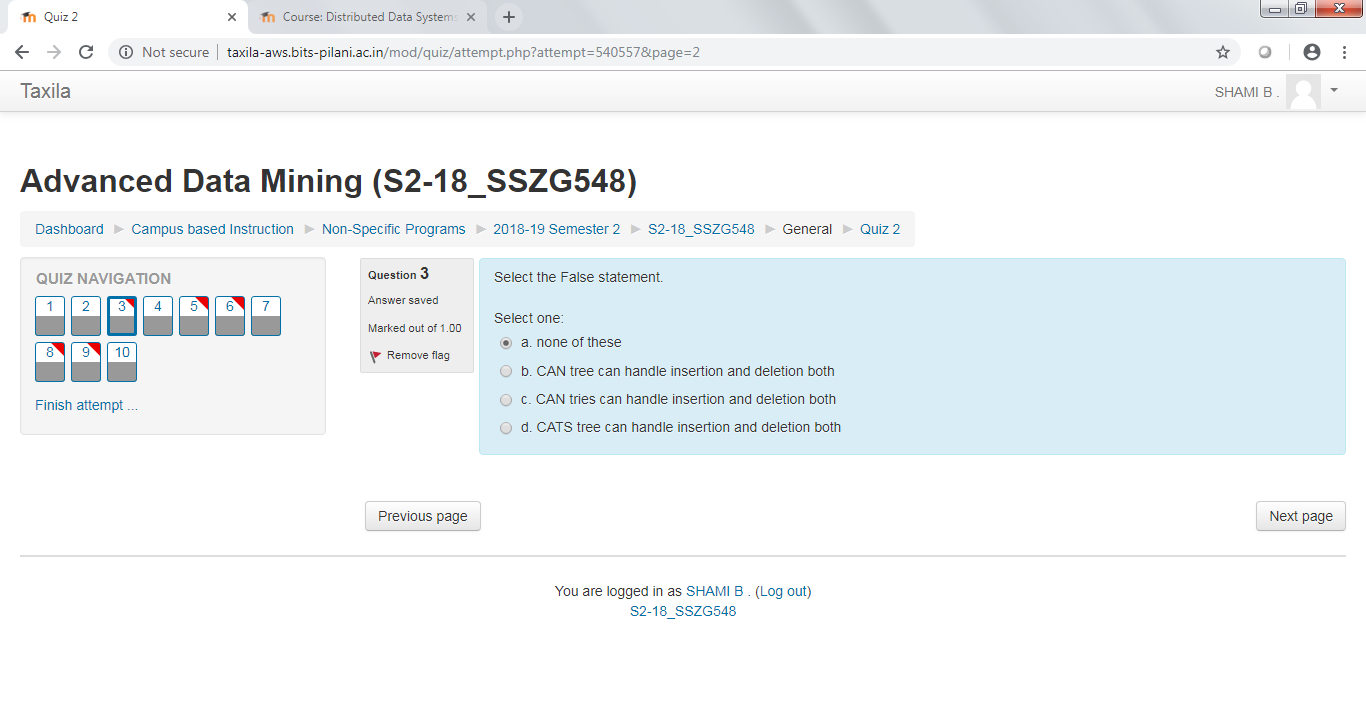 Quiz 2
Course: Distributed Data Systems
Not secure
taxila-aws.bits-pilani.ac.in/mod/quiz/attempt.php?attempt=540557&page=2
Taxila
SHAMI B .
Advanced Data Mining (S2-18_SSZG548)
Dashboard ► Campus based Instruction ► Non-Specific Programs ► 2018-19 Semester 2 ► S2-18_SSZG548 ► General ► Quiz 2
QUIZ NAVIGATION
1 2 3 4 5 6 7
8 9 10
Finish attempt ...
Question 3
Answer saved
Marked out of 1.00
Remove flag
Select the False statement.
Select one:
a. none of these
b. CAN tree can handle insertion and deletion both
c. CAN tries can handle insertion and deletion both
d. CATS tree can handle insertion and deletion both
Previous page
Next page
You are logged in as SHAMI B . (Log out)
S2-18_SSZG548